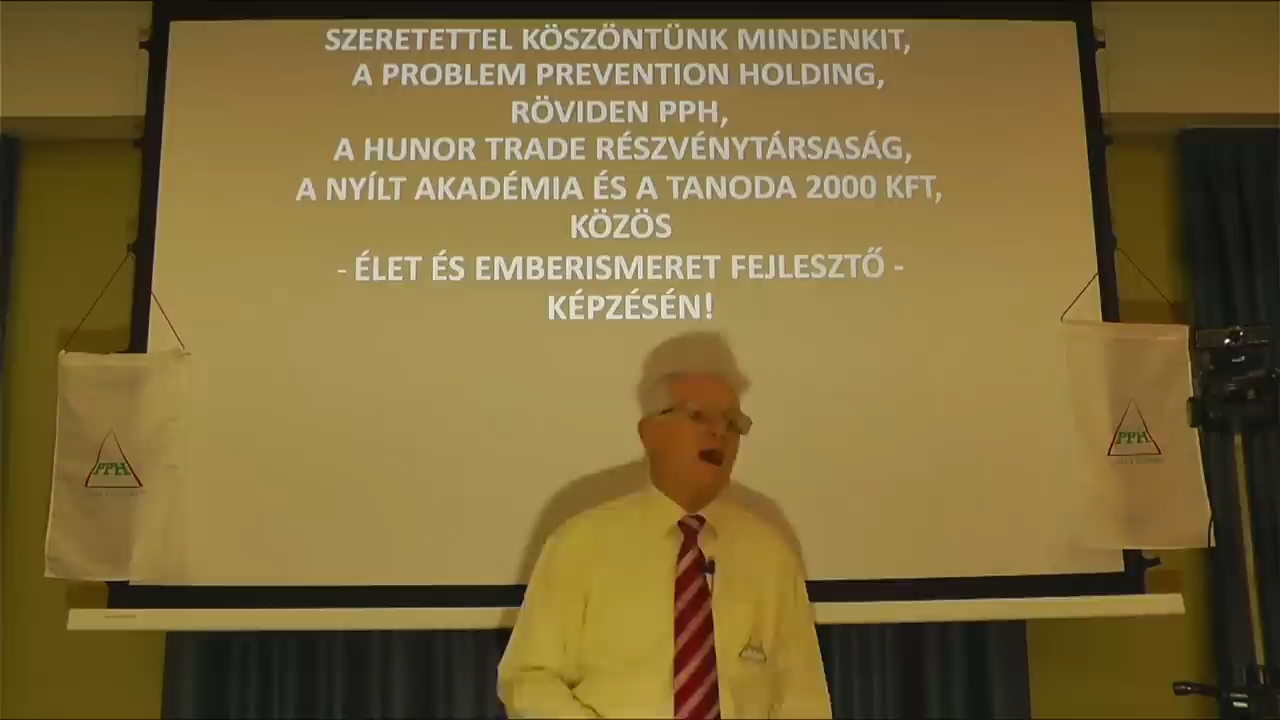 SZERETETTEL KÖSZÖNTÜNK MINDENKIT,
A PROBLEM PREVENTION HOLDING,
RÖVIDEN PPH,
A HUNOR TRADE RÉSZVÉNYTÁRSASÁG,
A NYÍLT AKADÉMIA ÉS A TANODA 2000 KFT,
KÖZÖS
- ÉLET ÉS EMBERISMERET FEJLESZTŐ -
KÉPZÉSÉN!
PPH
PPH
PPH